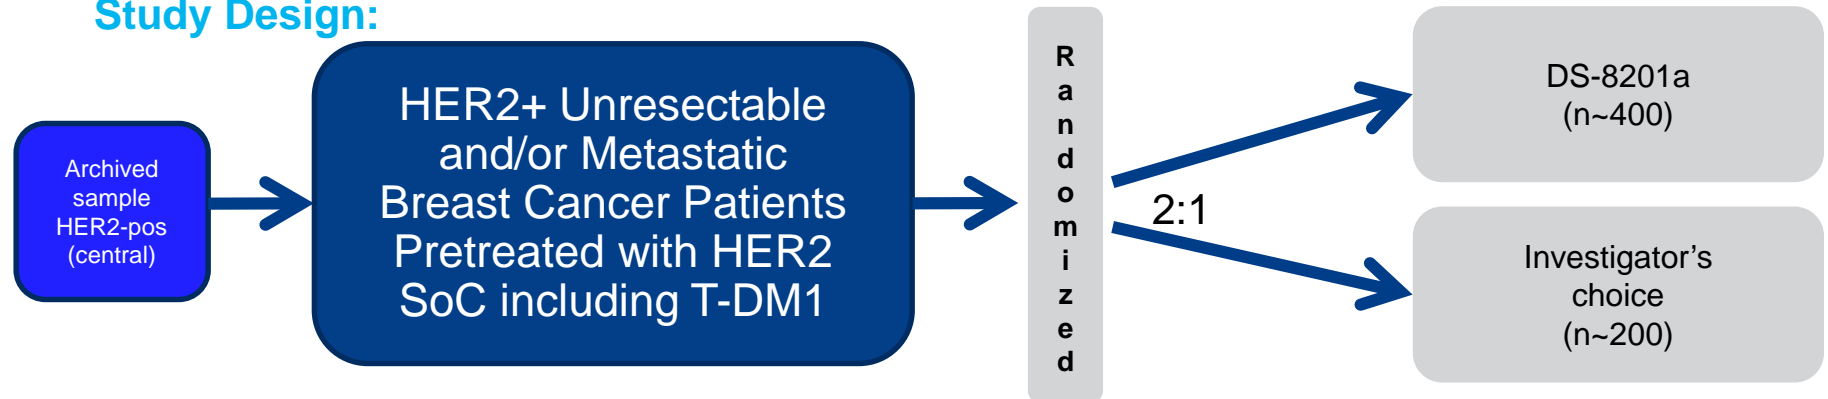 Study Design:
Archived
sample
HER2-pos
(central)
HER2+ Unresectable
and/or Metastatic
Breast Cancer Patients
Pretreated with HER2
SoC including T-DM1
Randomized
2:1
DS-8201a
(n~400)
Investigator's
choice
(n~200)